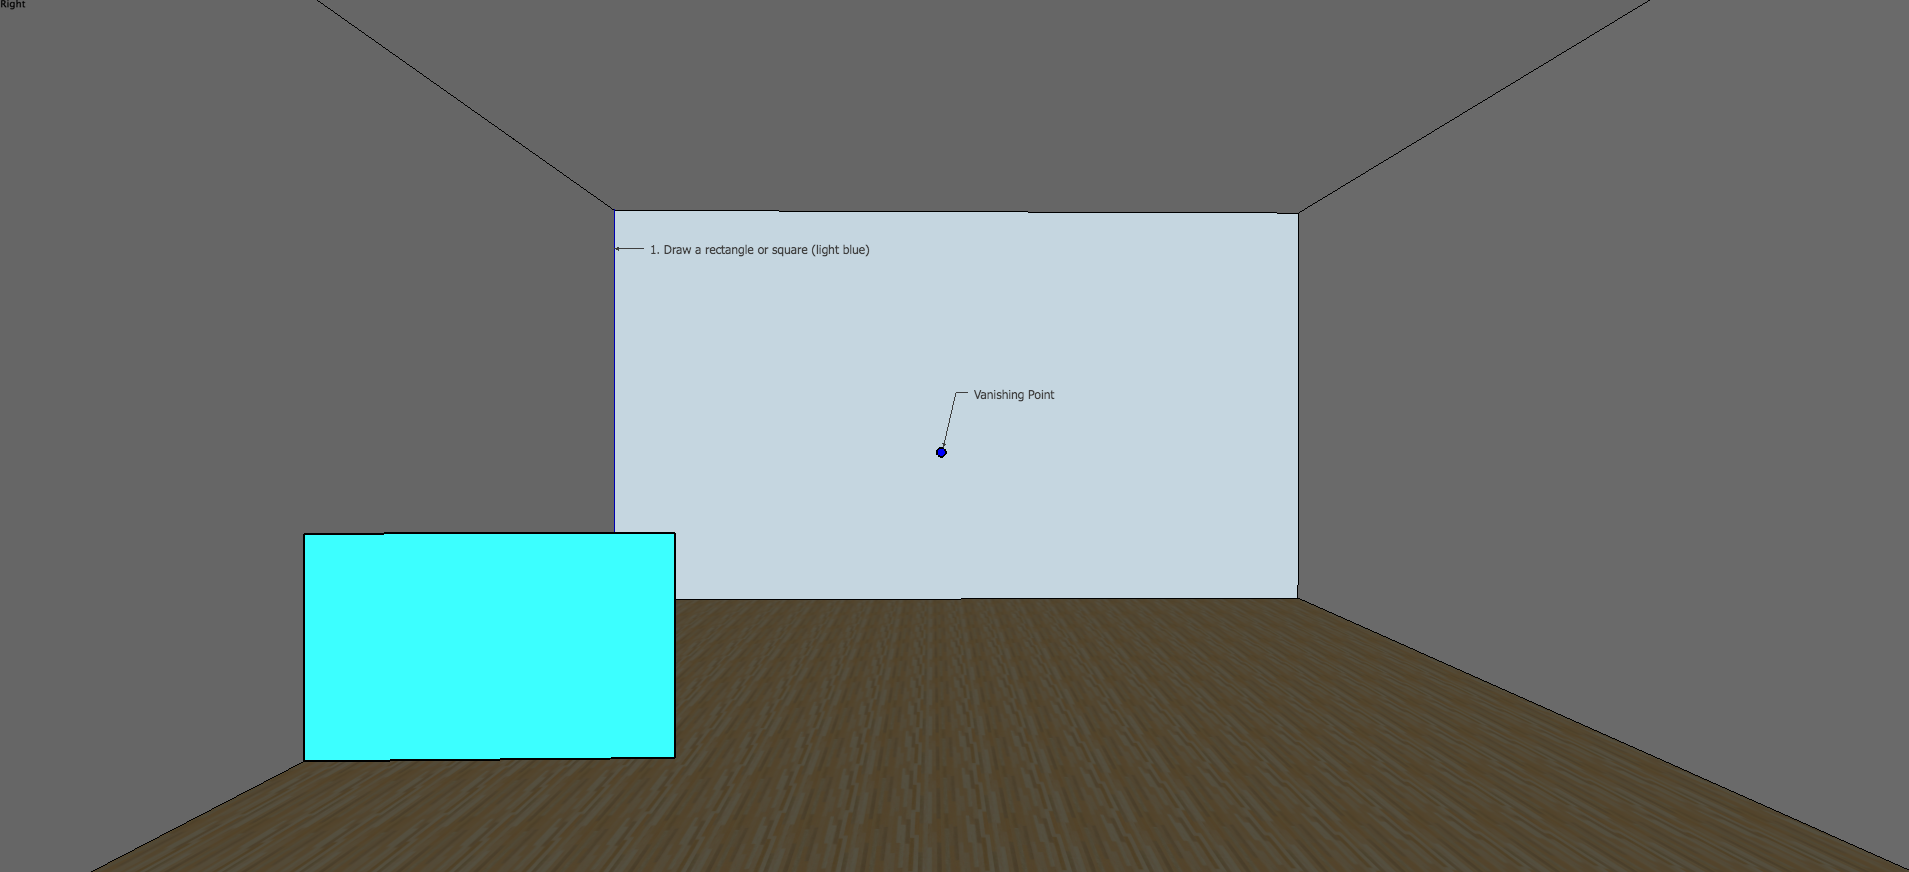 Right
1. Draw a rectangle or square (light blue)
Vanishing Point